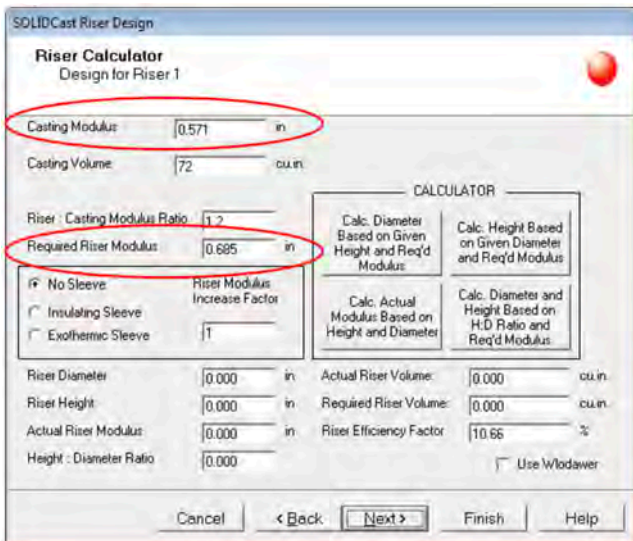 SOLIDCast Riser Design
Riser Calculator
Design for Riser 1
Casting Modulus 0.571 in
Casting Volume 72 cu.in.
Riser : Casting Modulus Ratio 1.2
Required Riser Modulus 0.685 in
No Sleeve
Insulating Sleeve
Exothermic Sleeve
Riser Modulus
Increase Factor
1
CALCULATOR
Calc. Diameter
Based on Given
Height and Req'd
Modulus
Calc. Height Based
on Given Diameter
and Req'd Modulus
Calc. Actual
Modulus Based on
Height and Diameter
Calc. Diameter and
Height Based on
H:D Ratio and
Req'd Modulus
Riser Diameter 0.000 in
Actual Riser Volume: 0.000 cu.in.
Riser Height 0.000 in
Required Riser Volume: 0.000 cu.in.
Actual Riser Modulus 0.000 in
Riser Efficiency Factor 10.66 %
Height : Diameter Ratio 0.000
Use Wlodawer
Cancel < Back Next > Finish Help